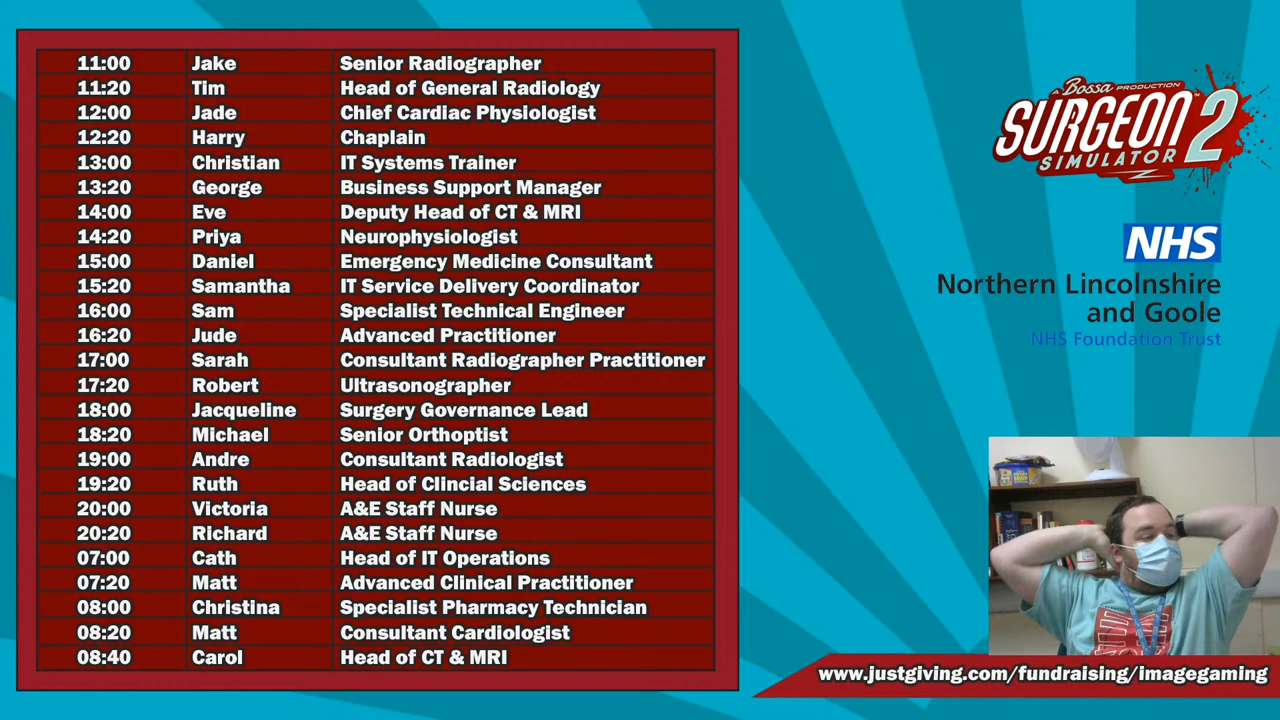 11:00 Jake Senior Radiographer
11:20 Tim Head of General Radiology
12:00 Jade Chief Cardiac Physiologist
12:20 Harry Chaplain
13:00 Christian IT Systems Trainer
13:20 George Business Support Manager
14:00 Eve Deputy Head of CT & MRI
14:20 Priya Neurophysiologist
15:00 Daniel Emergency Medicine Consultant
15:20 Samantha IT Service Delivery Coordinator
16:00 Sam Specialist Technical Engineer
16:20 Jude Advanced Practitioner
17:00 Sarah Consultant Radiographer Practitioner
17:20 Robert Ultrasonographer
18:00 Jacqueline Surgery Governance Lead
18:20 Michael Senior Orthoptist
19:00 Andre Consultant Radiologist
19:20 Ruth Head of Clincial Sciences
20:00 Victoria A&E Staff Nurse
20:20 Richard A&E Staff Nurse
07:00 Cath Head of IT Operations
07:20 Matt Advanced Clinical Practitioner
08:00 Christina Specialist Pharmacy Technician
08:20 Matt Consultant Cardiologist
08:40 Carol Head of CT & MRI
A Bossa PRODUCTION
SURGEON 2
SIMULATOR
NHS
Northern Lincolnshire
and Goole
NHS Foundation Trust
www.justgiving.com/fundraising/imagegaming